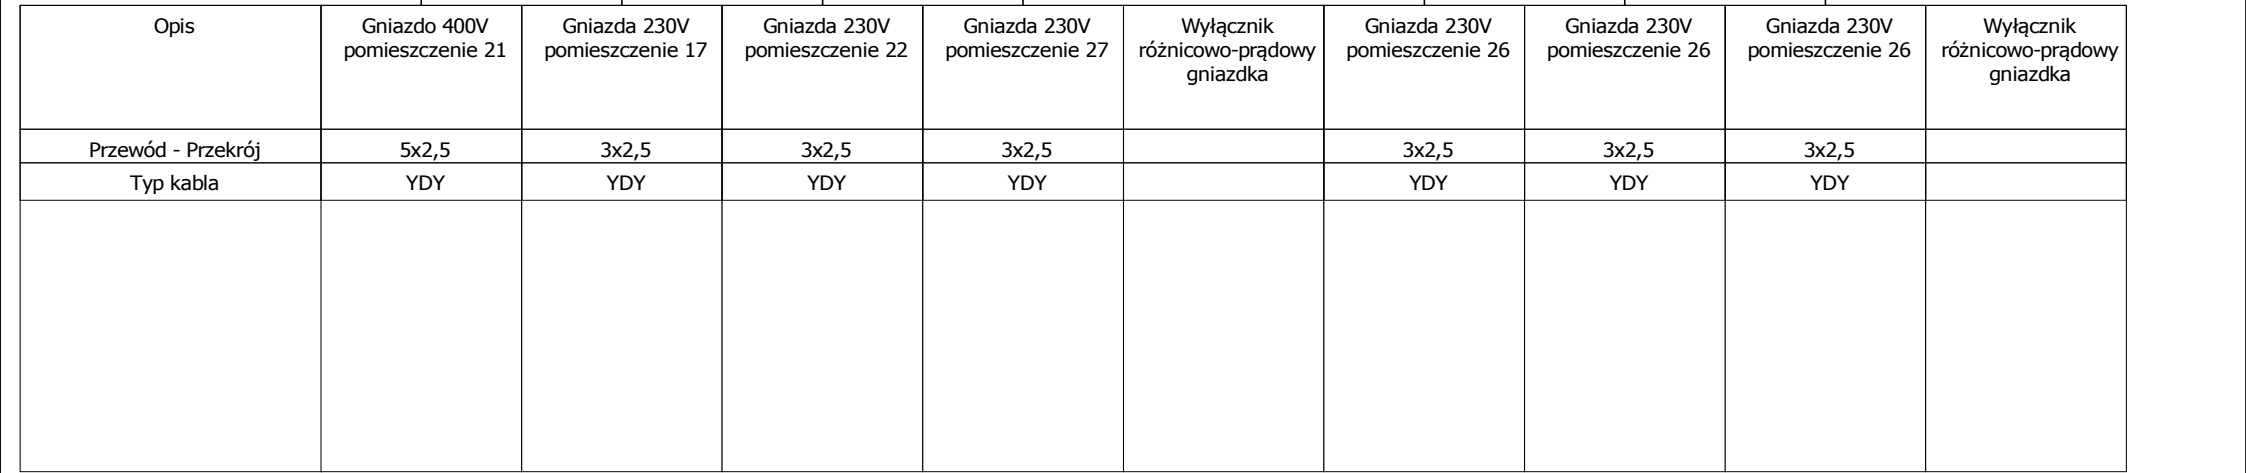 Opis
Gniazdo 400V
pomieszczenie 21
Gniazda 230V
pomieszczenie 17
Gniazda 230V
pomieszczenie 22
Gniazda 230V
pomieszczenie 27
Wyłącznik
różnicowo-prądowy
gniazdka
Gniazda 230V
pomieszczenie 26
Gniazda 230V
pomieszczenie 26
Gniazda 230V
pomieszczenie 26
Wyłącznik
różnicowo-prądowy
gniazdka
Przewód - Przekrój 5x2,5 3x2,5 3x2,5 3x2,5 3x2,5 3x2,5 3x2,5
Typ kabla YDY YDY YDY YDY YDY YDY YDY